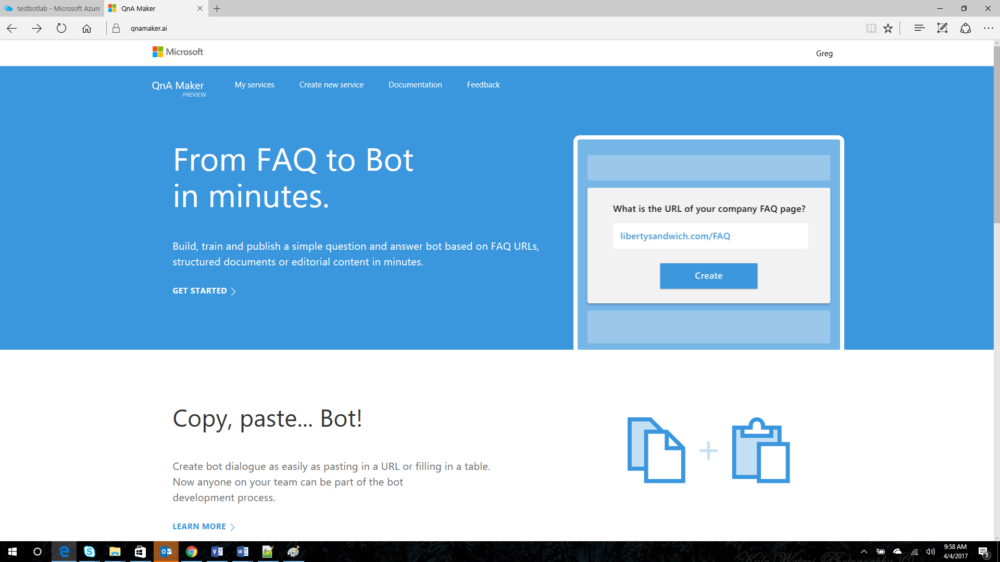 testbotlab - Microsoft Azure
QnA Maker
qnamaker.ai
Microsoft
Greg
QnA Maker
PREVIEW
My services
Create new service
Documentation
Feedback
From FAQ to Bot
in minutes.
Build, train and publish a simple question and answer bot based on FAQ URLs,
structured documents or editorial content in minutes.
GET STARTED
What is the URL of your company FAQ page?
libertysandwich.com/FAQ
Create
Copy, paste... Bot!
Create bot dialogue as easily as pasting in a URL or filling in a table.
Now anyone on your team can be part of the bot
development process.
LEARN MORE
9:58 AM
4/4/2017
3